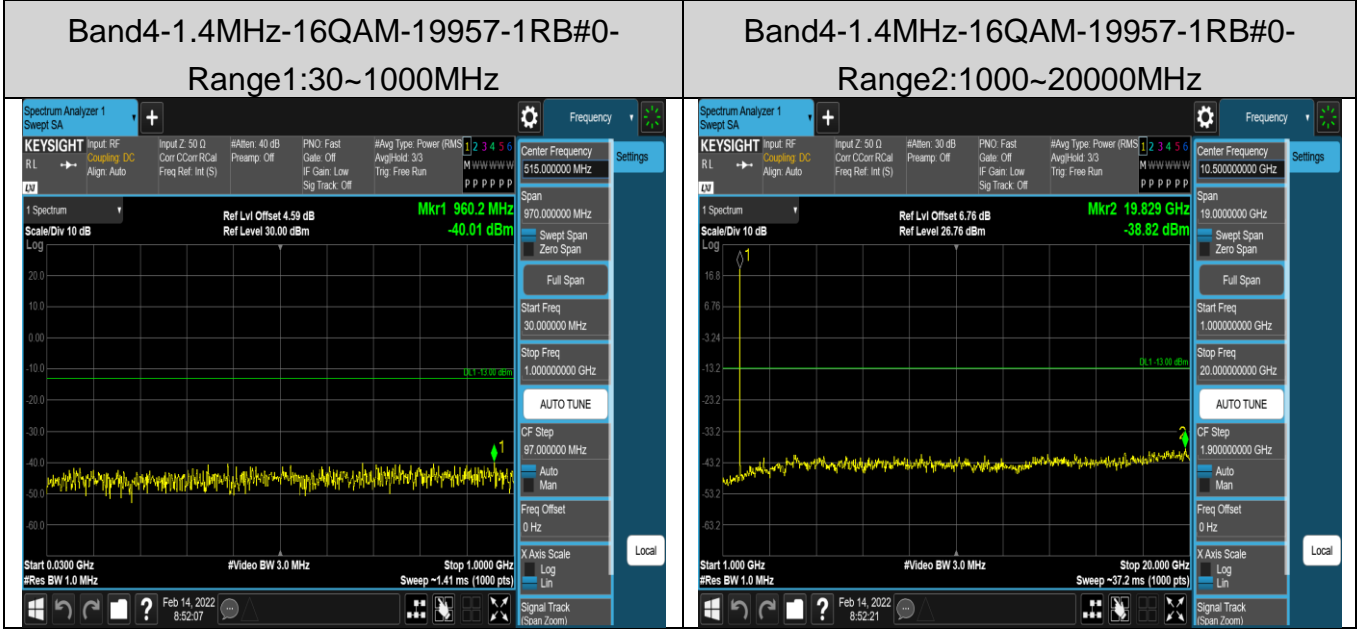 Band4-1.4MHz-16QAM-19957-1RB#0-
Range1:30~1000MHz
Spectrum Analyzer 1
Swept SA
+
Frequency
KEYSIGHT
RL
LXI
Input: RF
Coupling: DC
Align: Auto
Input Z: 50 Ω
Corr CCorr RCal
Freq Ref: Int (S)
#Atten: 40 dB
Preamp: Off
PNO: Fast
Gate: Off
IF Gain: Low
Sig Track: Off
#Avg Type: Power (RMS
Avg|Hold: 3/3
Trig: Free Run
1 2 3 4 5 6
M W W W W W
P P P P P P
Center Frequency
515.000000 MHz
Settings
1 Spectrum
Scale/Div 10 dB
Log
Ref Lvl Offset 4.59 dB
Ref Level 30.00 dBm
Mkr1 960.2 MHz
-40.01 dBm
Span
970.000000 MHz
Swept Span
Zero Span
Full Span
Start Freq
30.000000 MHz
Stop Freq
1.000000000 GHz
AUTO TUNE
CF Step
97.000000 MHz
Auto
Man
Freq Offset
0 Hz
X Axis Scale
Log
Lin
Signal Track
(Span Zoom)
Local
20.0
10.0
0.00
-10.0
DL1 -13.00 dBm
-20.0
-30.0
1
-40.0
-50.0
-60.0
Start 0.0300 GHz
#Res BW 1.0 MHz
#Video BW 3.0 MHz
Stop 1.0000 GHz
Sweep ~1.41 ms (1000 pts)
?
Feb 14, 2022
8:52:07
Band4-1.4MHz-16QAM-19957-1RB#0-
Range2:1000~20000MHz
Spectrum Analyzer 1
Swept SA
+
Frequency
KEYSIGHT
RL
LXI
Input: RF
Coupling: DC
Align: Auto
Input Z: 50 Ω
Corr CCorr RCal
Freq Ref: Int (S)
#Atten: 30 dB
Preamp: Off
PNO: Fast
Gate: Off
IF Gain: Low
Sig Track: Off
#Avg Type: Power (RMS
Avg|Hold: 3/3
Trig: Free Run
1 2 3 4 5 6
M W W W W W
P P P P P P
Center Frequency
10.500000000 GHz
Settings
1 Spectrum
Scale/Div 10 dB
Log
Ref Lvl Offset 6.76 dB
Ref Level 26.76 dBm
Mkr2 19.829 GHz
-38.82 dBm
Span
19.0000000 GHz
Swept Span
Zero Span
Full Span
Start Freq
1.000000000 GHz
Stop Freq
20.000000000 GHz
AUTO TUNE
CF Step
1.900000000 GHz
Auto
Man
Freq Offset
0 Hz
X Axis Scale
Log
Lin
Signal Track
(Span Zoom)
Local
1
16.8
6.76
-3.24
DL1 -13.00 dBm
-13.2
-23.2
-33.2
2
-43.2
-53.2
-63.2
Start 1.000 GHz
#Res BW 1.0 MHz
#Video BW 3.0 MHz
Stop 20.000 GHz
Sweep ~37.2 ms (1000 pts)
?
Feb 14, 2022
8:52:21